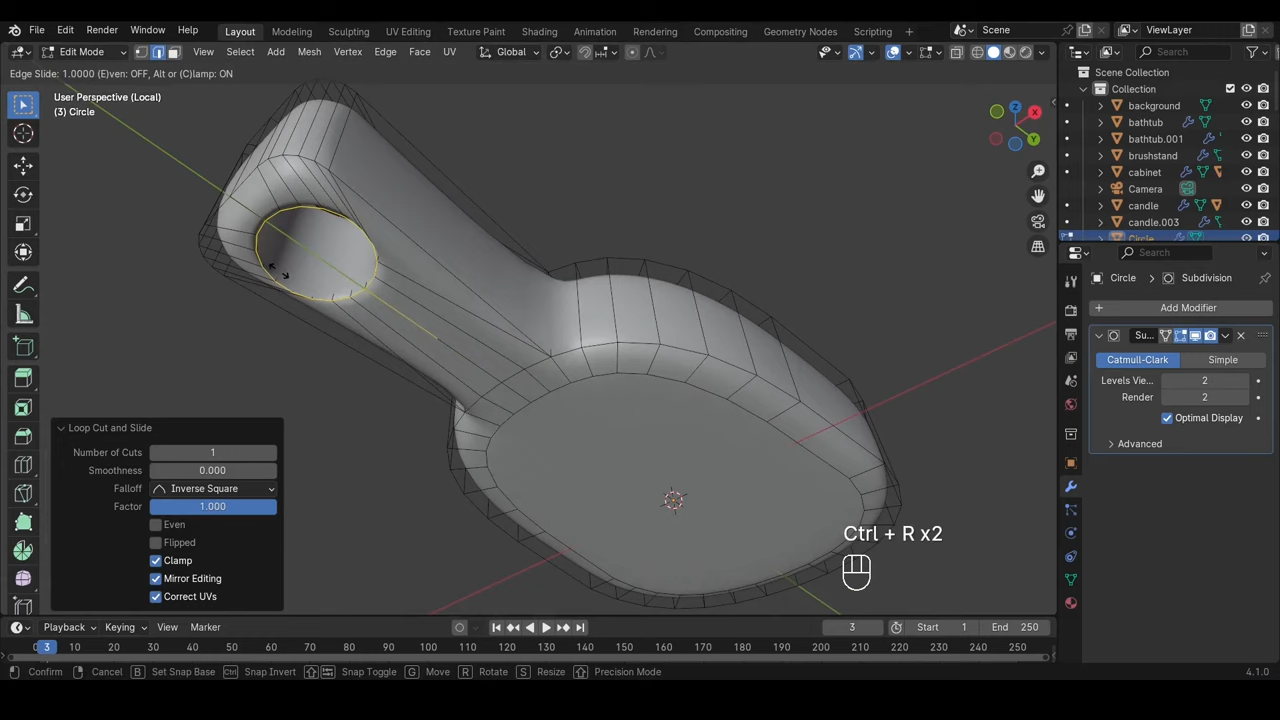 File Edit Render Window Help Layout Modeling Sculpting UV Editing Texture Paint Shading Animation Rendering Compositing Geometry Nodes Scripting + Scene ViewLayer
Edit Mode View Select Add Mesh Vertex Edge Face UV Global Search
Edge Slide: 1.0000 (E)ven: OFF, Alt or (C)lamp: ON
Scene Collection
User Perspective (Local)
(3) Circle
Collection
background
bathtub
bathtub.001
brushstand
cabinet
Camera
candle
candle.003
Circle
X
Y
Z
Search
Circle > Subdivision
+ Add Modifier
Su...
Catmull-Clark Simple
Levels Vie... 2
Render 2
Optimal Display
Advanced
Loop Cut and Slide
Number of Cuts 1
Smoothness 0.000
Falloff Inverse Square
Factor 1.000
Even
Flipped
Clamp
Mirror Editing
Correct UVs
Ctrl + R x2
Playback Keying View Marker 3 Start 1 End 250
3 10 20 30 40 50 60 70 80 90 100 110 120 130 140 150 160 170 180 190 200 210 220 230 240 250
Confirm Cancel B Set Snap Base Ctrl Snap Invert Snap Toggle G Move R Rotate S Resize Precision Mode 4.1.0